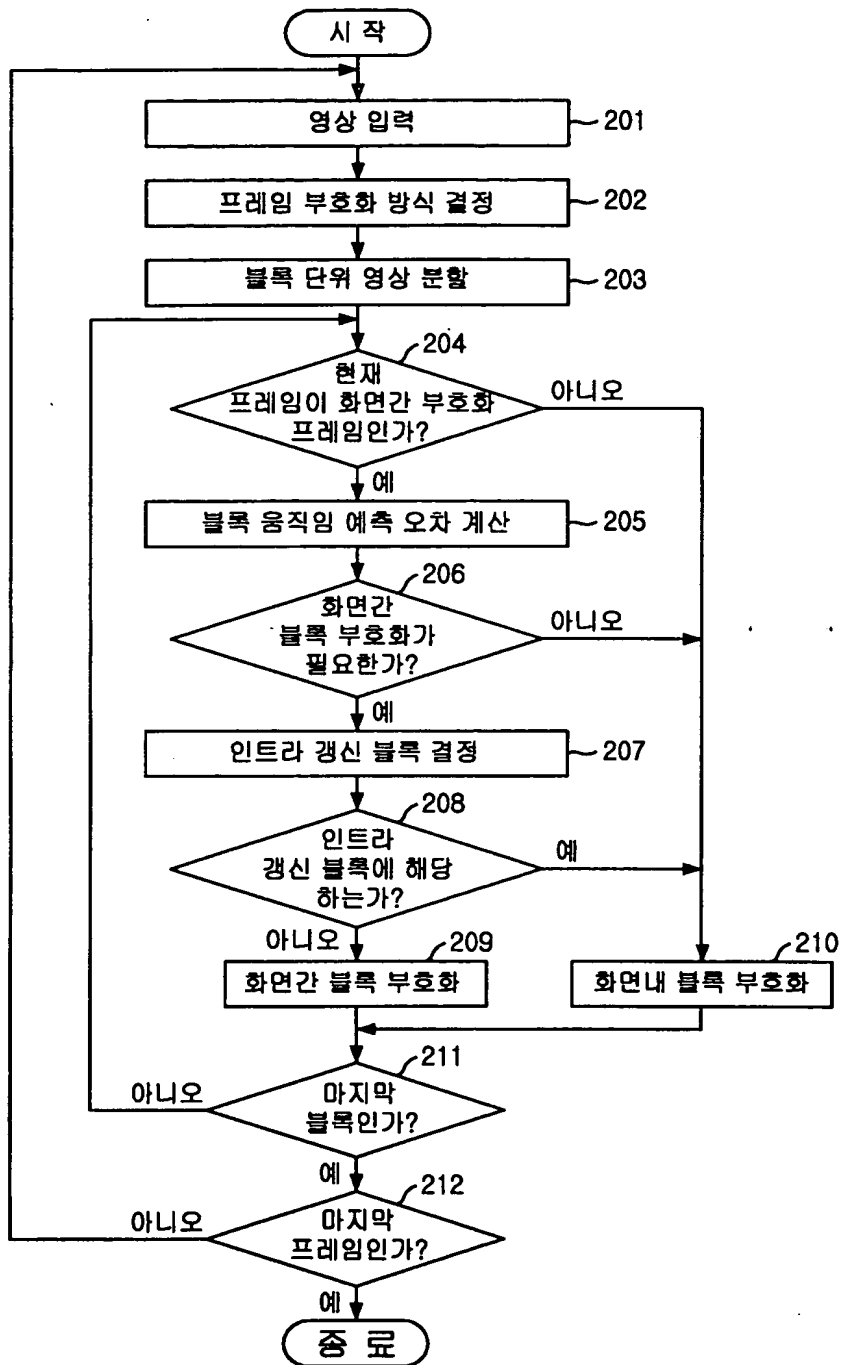 시 작
영상 입력
201
프레임 부호화 방식 결정
202
블록 단위 영상 분할
203
204
현재
프레임이 화면간 부호화
프레임인가?
아니오
예
블록 움직임 예측 오차 계산
205
206
화면간
블록 부호화가
필요한가?
아니오
예
인트라 갱신 블록 결정
207
208
인트라
갱신 블록에 해당
하는가?
예
아니오
209
210
화면간 블록 부호화
화면내 블록 부호화
211
아니오
마지막
블록인가?
예
212
아니오
마지막
프레임인가?
예
종 료